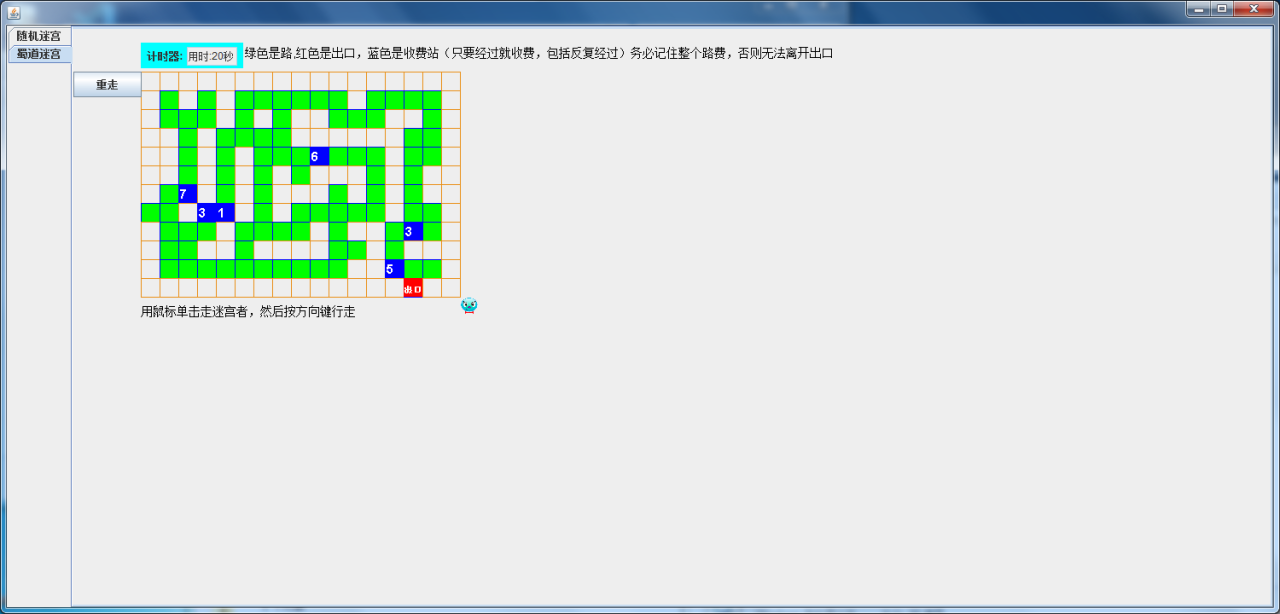 随机迷宫
蜀道迷宫
计时器: 用时:20秒 绿色是路,红色是出口，蓝色是收费站（只要经过就收费，包括反复经过）务必记住整个路费，否则无法离开出口
重走
6
7
3 1
3
5
出口
用鼠标单击走迷宫者，然后按方向键行走